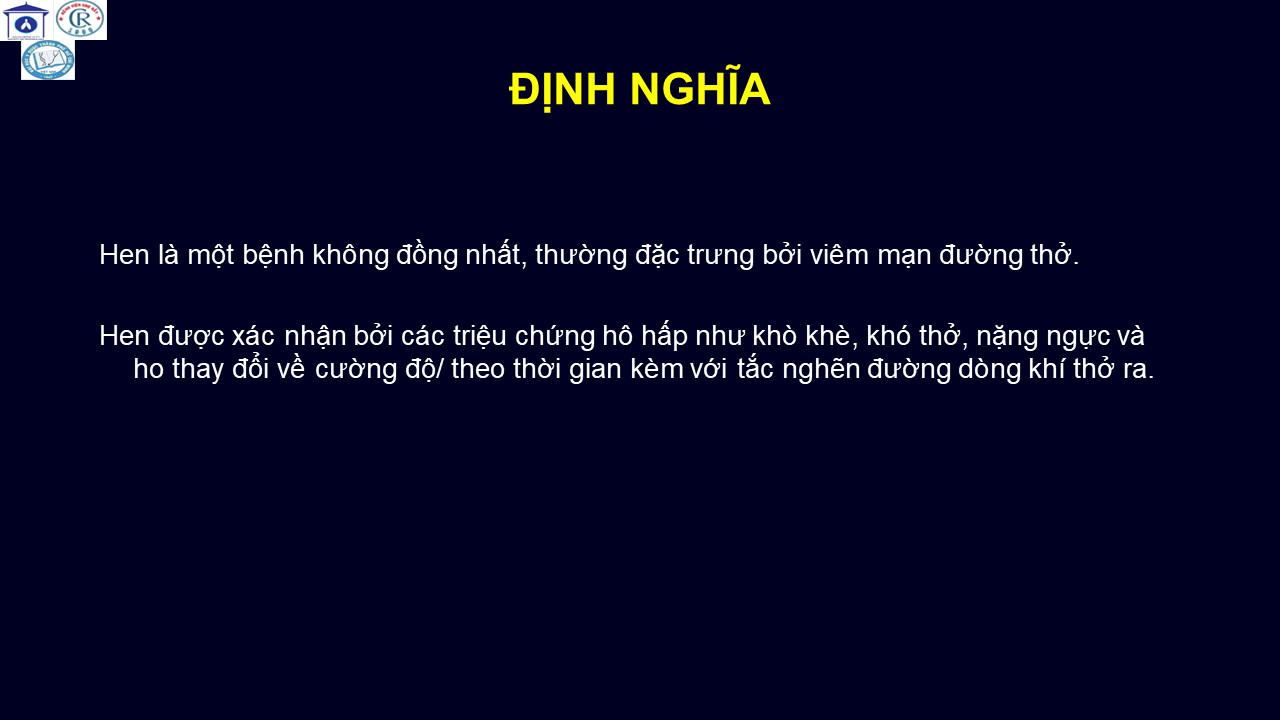 ĐỊNH NGHĨA
Hen là một bệnh không đồng nhất, thường đặc trưng bởi viêm mạn đường thở.
Hen được xác nhận bởi các triệu chứng hô hấp như khò khè, khó thở, nặng ngực và
ho thay đổi về cường độ/ theo thời gian kèm với tắc nghẽn đường dòng khí thở ra.